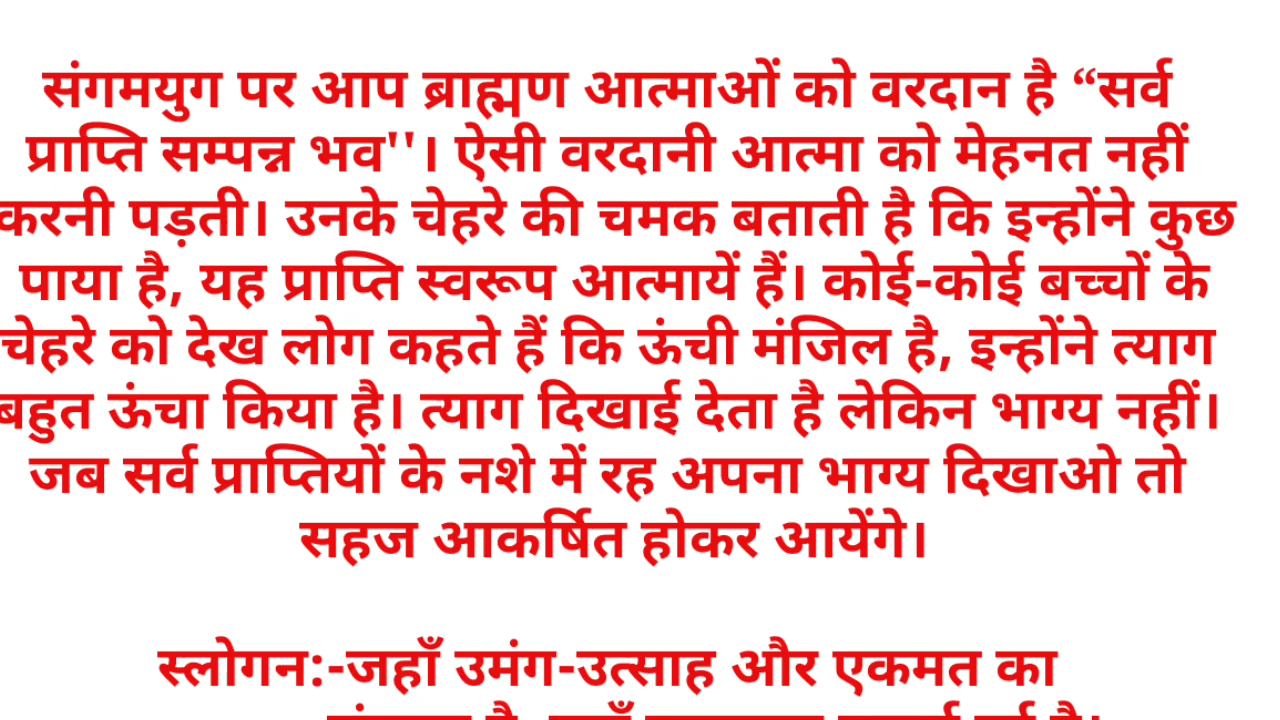 संगमयुग पर आप ब्राह्मण आत्माओं को वरदान है “सर्व
प्राप्ति सम्पन्न भव''। ऐसी वरदानी आत्मा को मेहनत नहीं
करनी पड़ती। उनके चेहरे की चमक बताती है कि इन्होंने कुछ
पाया है, यह प्राप्ति स्वरूप आत्मायें हैं। कोई-कोई बच्चों के
चेहरे को देख लोग कहते हैं कि ऊंची मंजिल है, इन्होंने त्याग
बहुत ऊंचा किया है। त्याग दिखाई देता है लेकिन भाग्य नहीं।
जब सर्व प्राप्तियों के नशे में रह अपना भाग्य दिखाओ तो
सहज आकर्षित होकर आयेंगे।
स्लोगन:-जहाँ उमंग-उत्साह और एकमत का